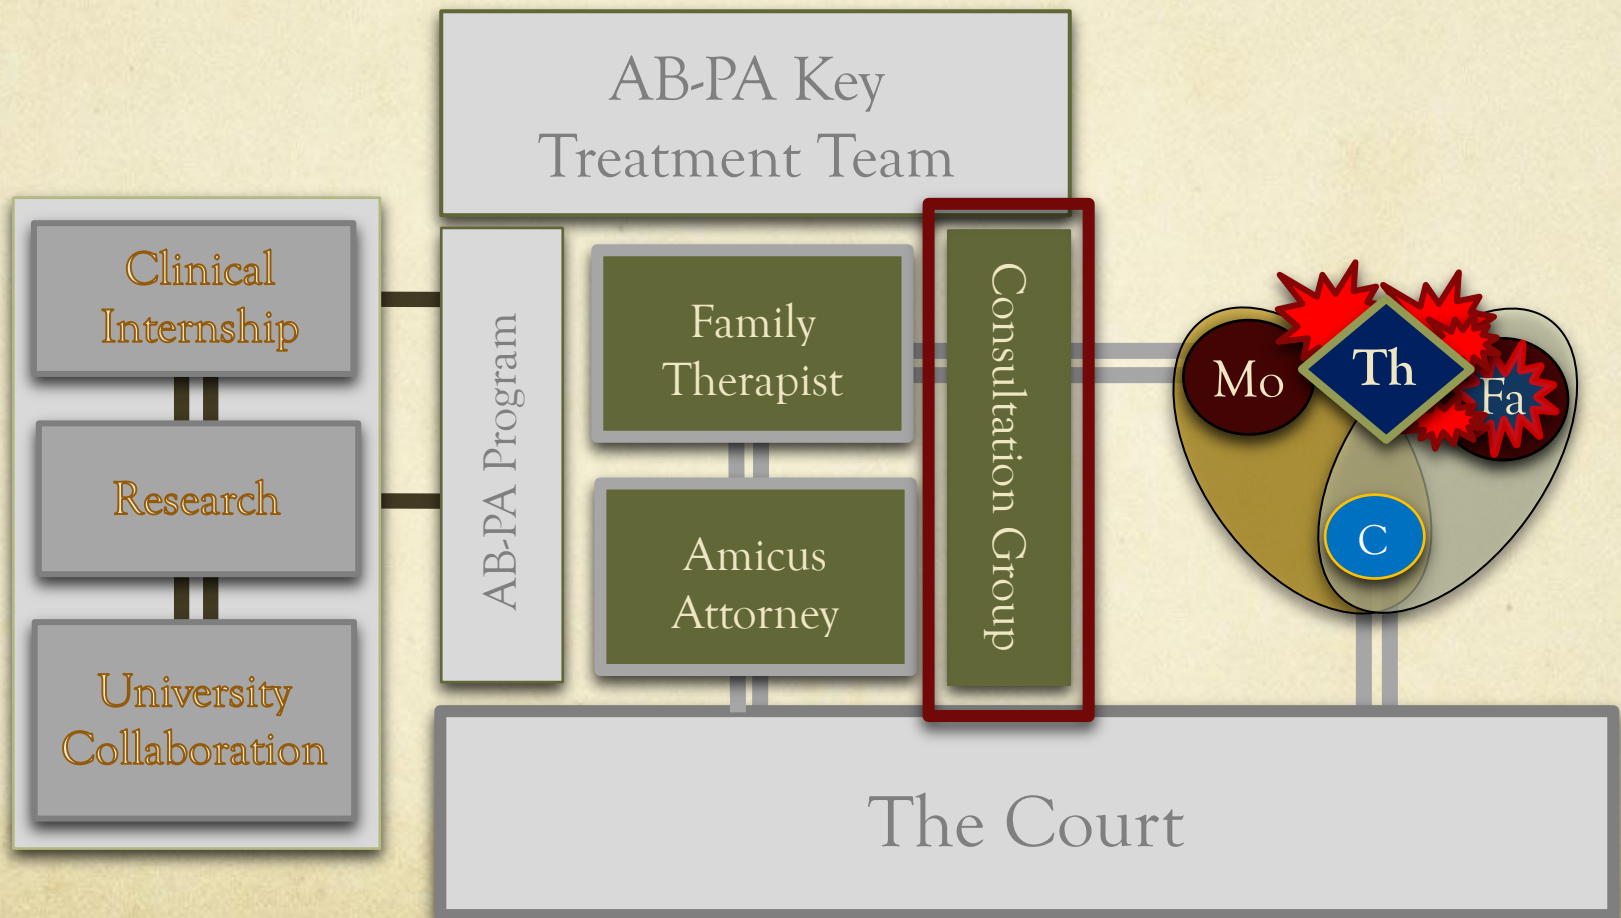 AB-PA Key
Treatment Team
Clinical
Internship
Research
University
Collaboration
AB-PA Program
Family
Therapist
Amicus
Attorney
Consultation Group
Mo
Th
Fa
C
The Court